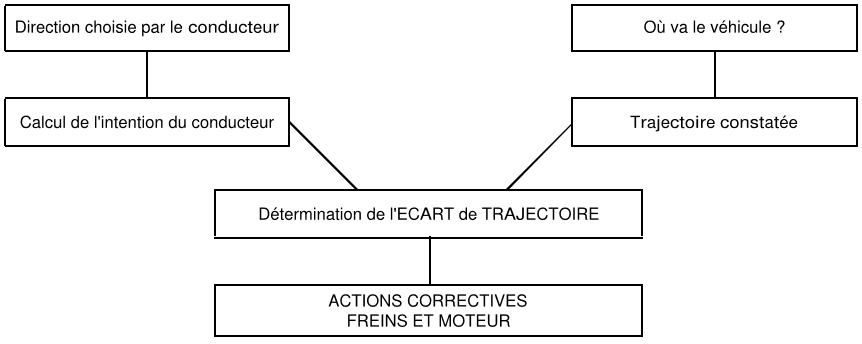 Direction choisie par le conducteur
Où va le véhicule ?
Calcul de l'intention du conducteur
Trajectoire constatée
Détermination de l'ECART de TRAJECTOIRE
ACTIONS CORRECTIVES
FREINS ET MOTEUR